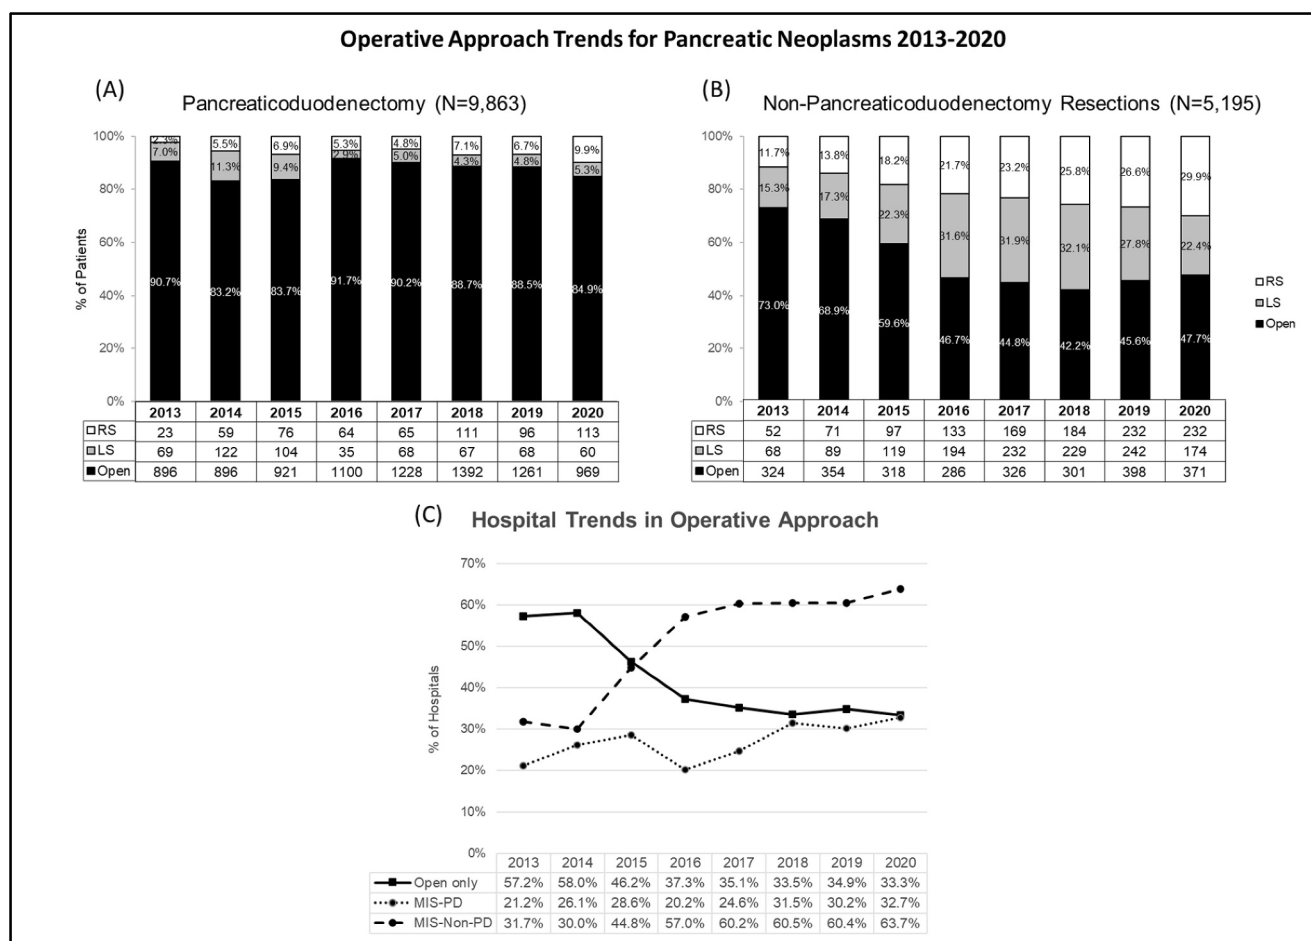 Operative Approach Trends for Pancreatic Neoplasms 2013-2020
(A)
Pancreaticoduodenectomy (N=9,863)
% of Patients
100%
80%
60%
40%
20%
0%
2.3% 5.5% 6.9% 5.3% 4.8% 7.1% 6.7% 9.9%
7.0% 11.3% 9.4% 2.9% 5.0% 4.3% 4.8% 5.3%
90.7% 83.2% 83.7% 91.7% 90.2% 88.7% 88.5% 84.9%
2013 2014 2015 2016 2017 2018 2019 2020
RS 23 59 76 64 65 111 96 113
LS 69 122 104 35 68 67 68 60
Open 896 896 921 1100 1228 1392 1261 969
(B)
Non-Pancreaticoduodenectomy Resections (N=5,195)
100%
80%
60%
40%
20%
0%
11.7% 13.8% 18.2% 21.7% 23.2% 25.8% 26.6% 29.9%
15.3% 17.3% 22.3% 31.6% 31.9% 32.1% 27.8% 22.4%
73.0% 68.9% 59.6% 46.7% 44.8% 42.2% 45.6% 47.7%
RS
LS
Open
2013 2014 2015 2016 2017 2018 2019 2020
RS 52 71 97 133 169 184 232 232
LS 68 89 119 194 232 229 242 174
Open 324 354 318 286 326 301 398 371
(C)
Hospital Trends in Operative Approach
% of Hospitals
70%
60%
50%
40%
30%
20%
10%
0%
2013 2014 2015 2016 2017 2018 2019 2020
Open only 57.2% 58.0% 46.2% 37.3% 35.1% 33.5% 34.9% 33.3%
MIS-PD 21.2% 26.1% 28.6% 20.2% 24.6% 31.5% 30.2% 32.7%
MIS-Non-PD 31.7% 30.0% 44.8% 57.0% 60.2% 60.5% 60.4% 63.7%